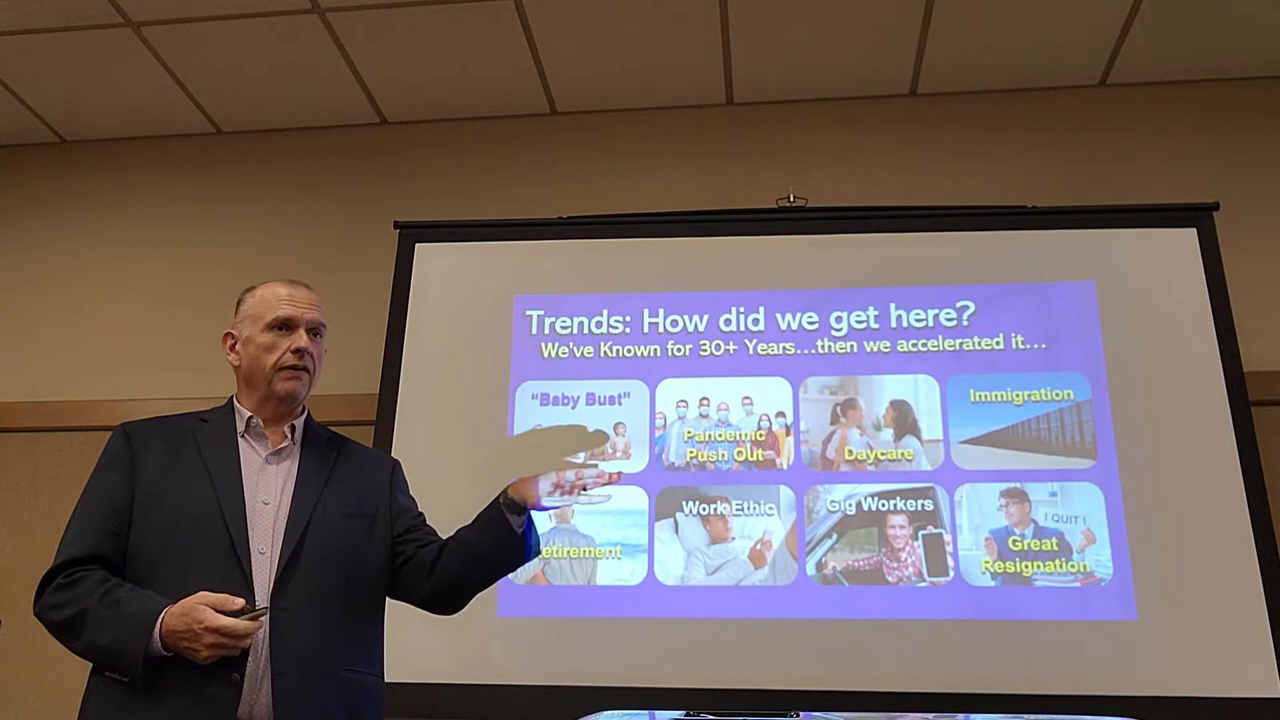 Trends: How did we get here?
We've Known for 30+ Years...then we accelerated it...
"Baby Bust"
Pandemic
Push Out
Daycare
Immigration
etirement
Work Ethic
Gig Workers
I QUIT !
Great
Resignation